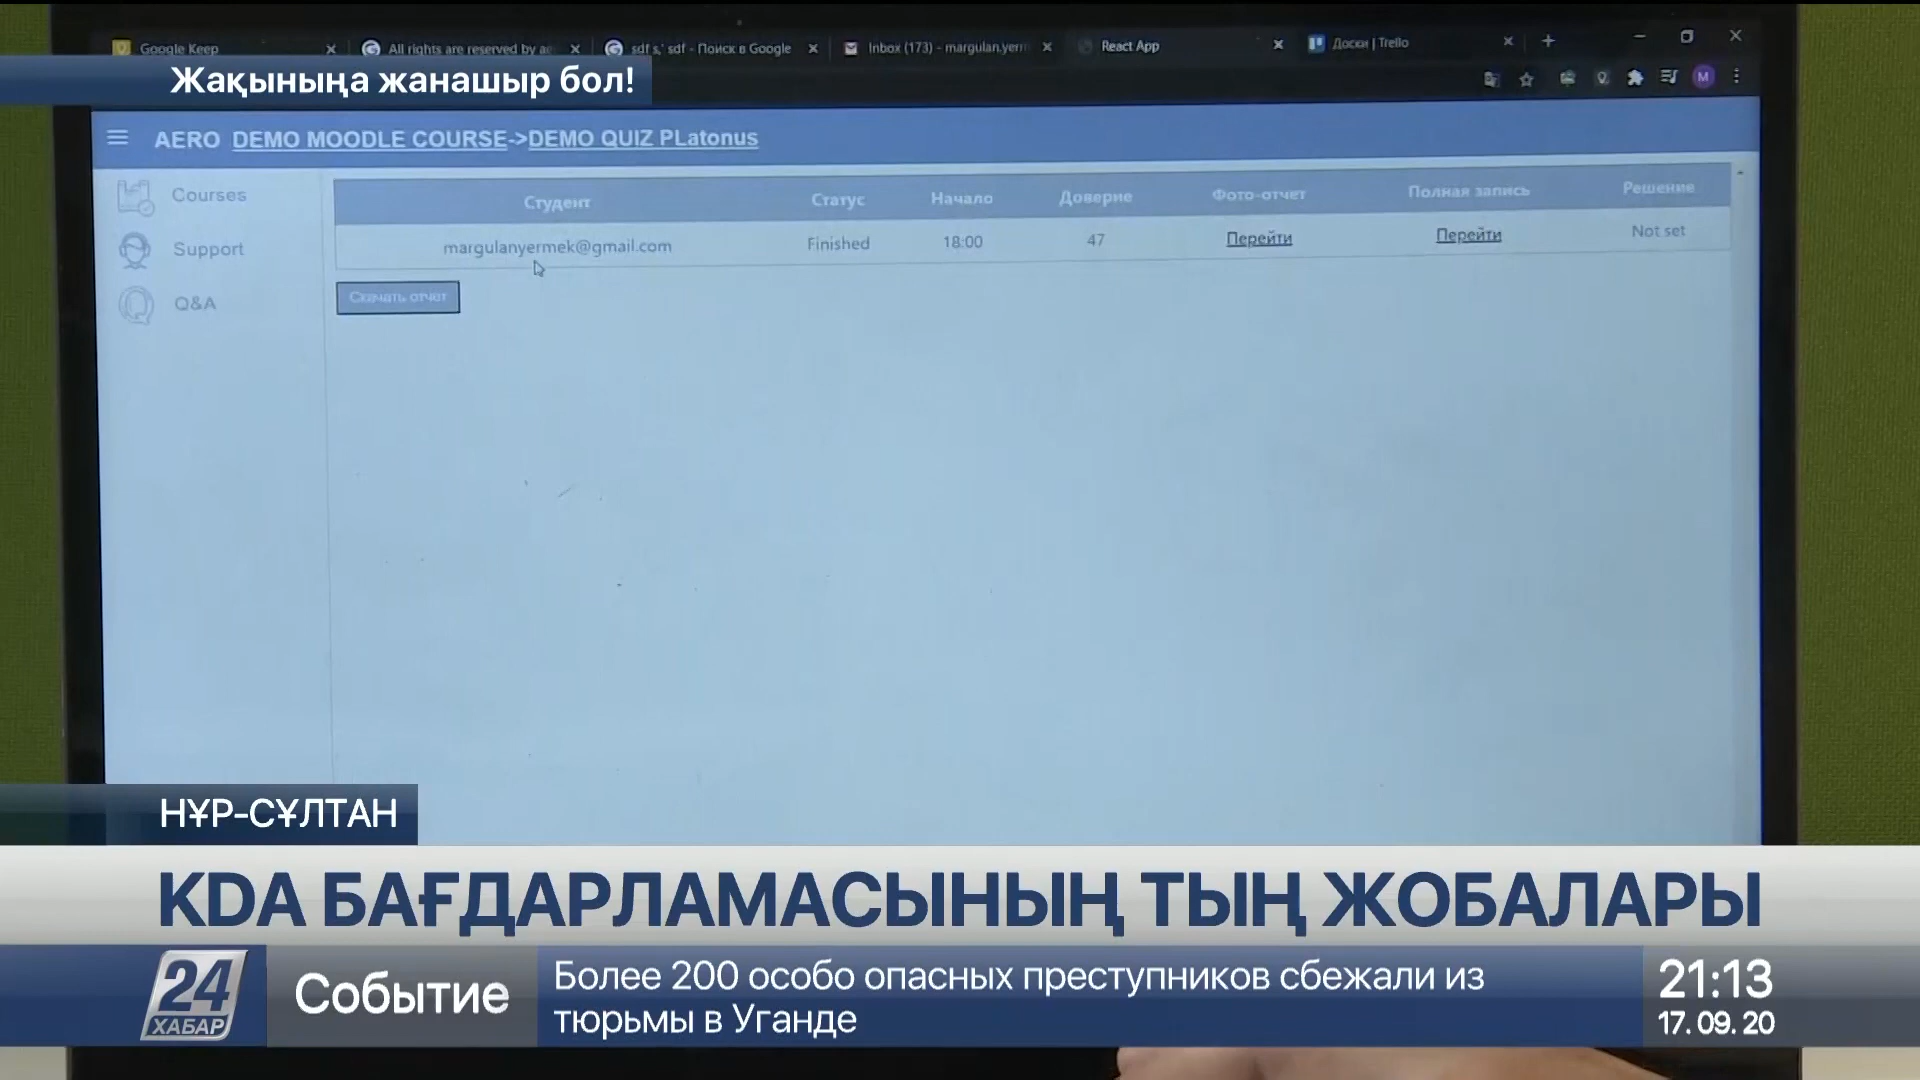 Google Keep
All rights are reserved by ae
sdf s,' sdf - Поиск в Google
Inbox (173) - margulan.yerm
React App
Доски | Trello
Жақыныңа жанашыр бол!
M
AERO DEMO MOODLE COURSE->DEMO QUIZ PLatonus
Courses
Support
Q&A
Студент Статус Начало Доверие Фото-отчет Полная запись Решение
margulanyermek@gmail.com Finished 18:00 47 Перейти Перейти Not set
Скачать отчет
НҰР-СҰЛТАН
KDA БАҒДАРЛАМАСЫНЫҢ ТЫҢ ЖОБАЛАРЫ
24
ХАБАР
Событие
Более 200 особо опасных преступников сбежали из
тюрьмы в Уганде
21:13
17. 09. 20